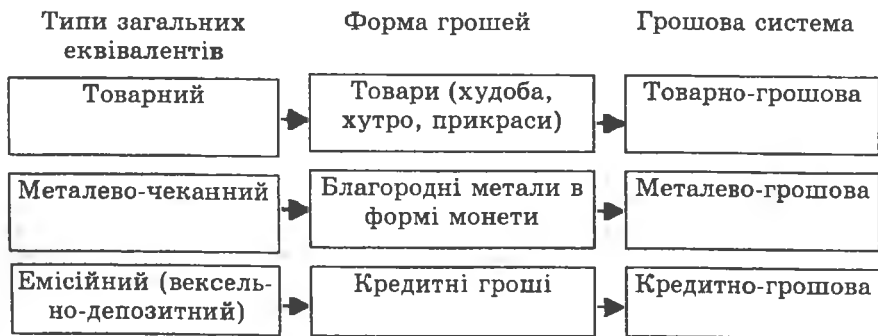 Типи загальних еквівалентів
Форма грошей
Грошова система
Товарний
Товари (худоба,
хутро, прикраси)
Товарно-грошова
Металево-чеканний
Благородні метали в
формі монети
Металево-грошова
Емісійний (вексель-
но-депозитний)
Кредитні гроші
Кредитно-грошова